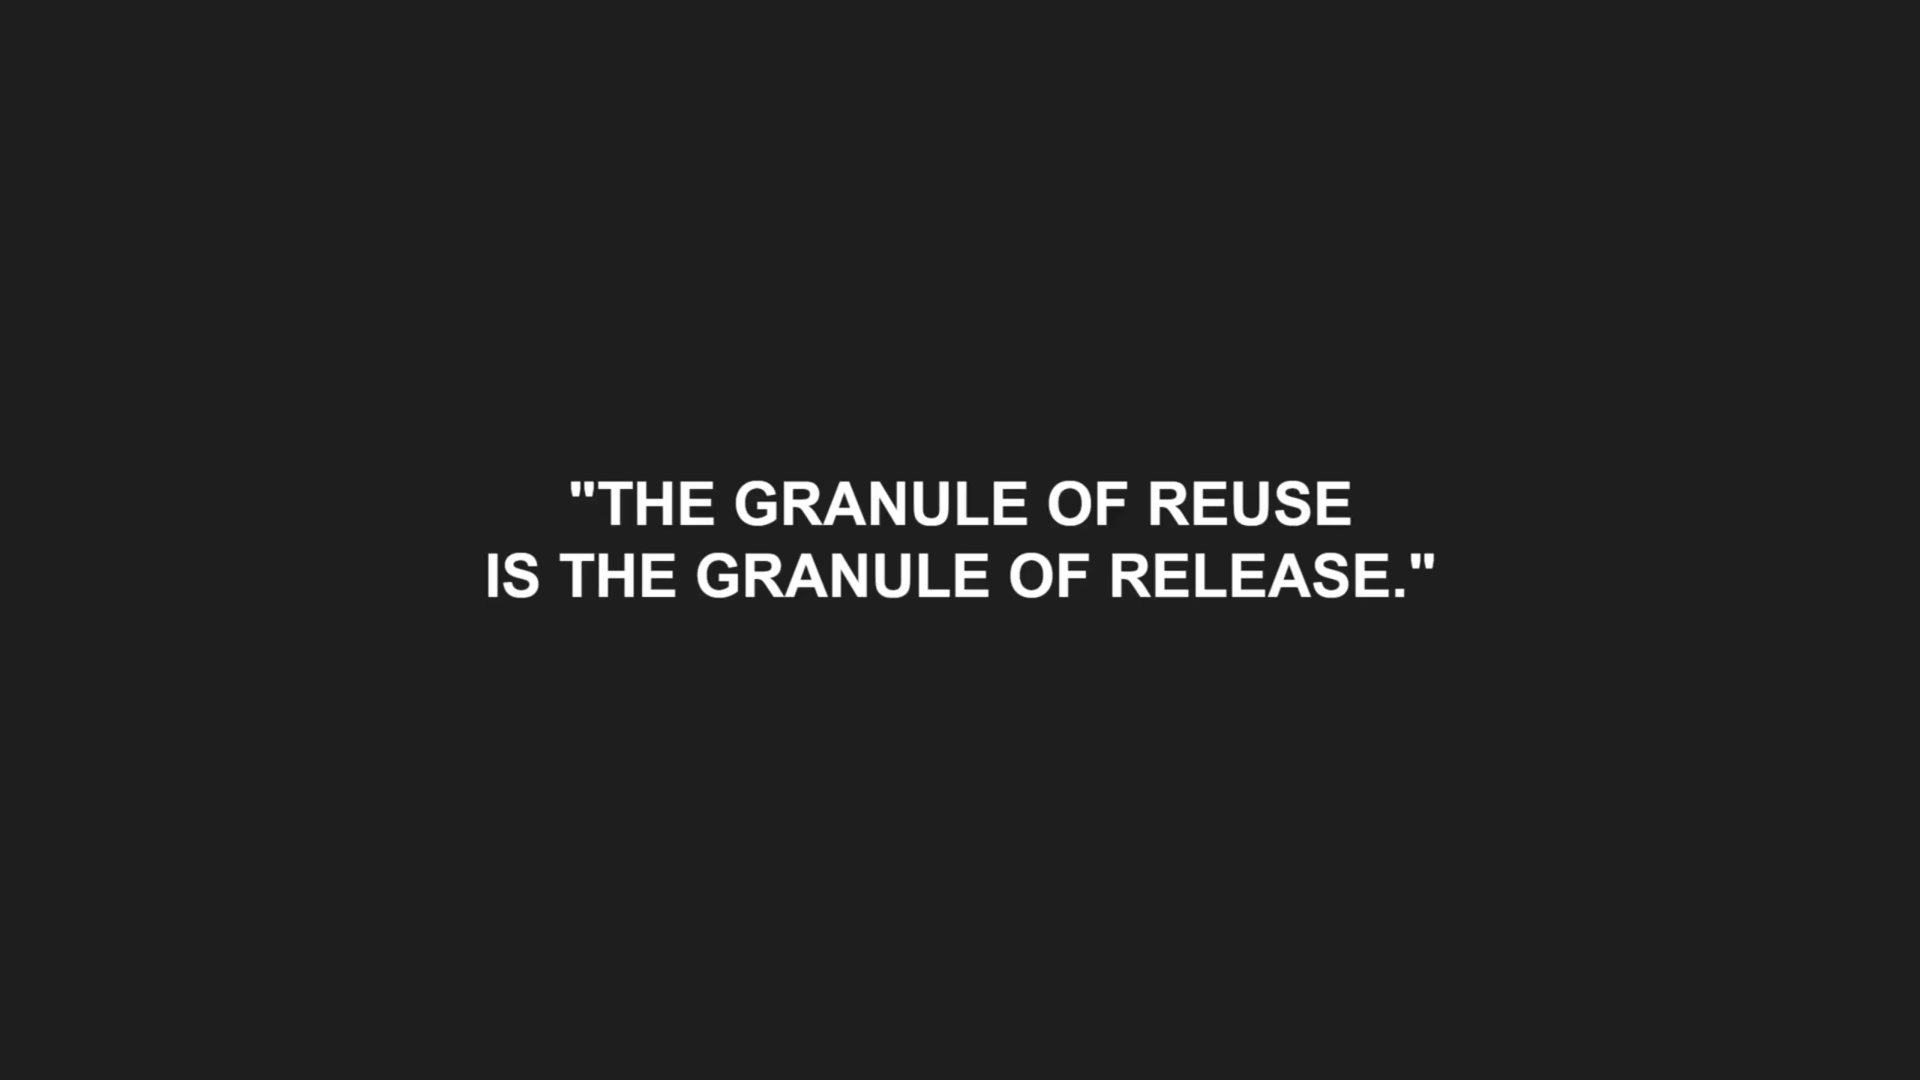 "THE GRANULE OF REUSE
IS THE GRANULE OF RELEASE."